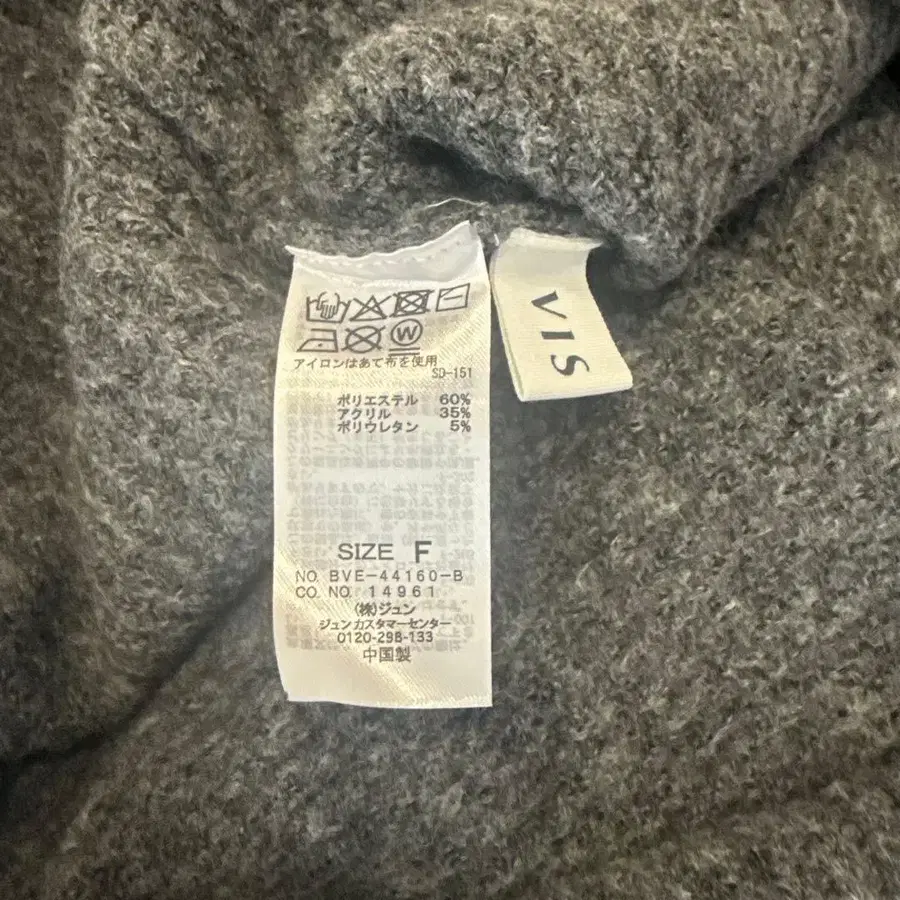 アイロンはあて布を使用
SD-151
ポリエステル 60%
アクリル 35%
ポリウレタン 5%
SIZE F
NO. BVE-44160-B
CO. NO. 14961
(株)ジュン
ジュンカスタマーセンター
0120-298-133
中国製
VIS
W